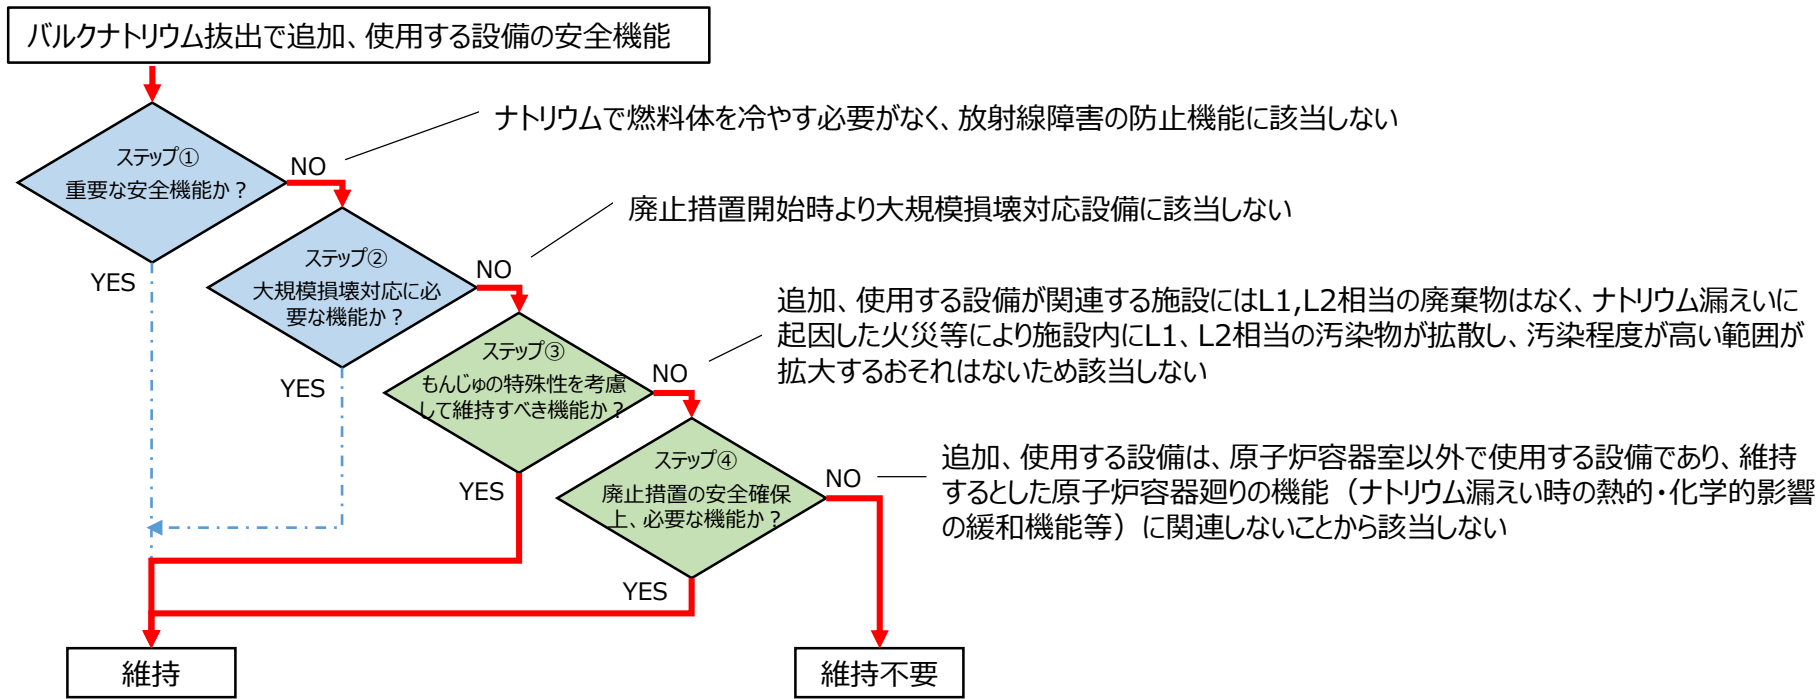 バルクナトリウム抜出で追加、使用する設備の安全機能
ナトリウムで燃料体を冷やす必要がなく、放射線障害の防止機能に該当しない
ステップ①
重要な安全機能か？
NO
YES
廃止措置開始時より大規模損壊対応設備に該当しない
ステップ②
大規模損壊対応に必
要な機能か？
NO
YES
追加、使用する設備が関連する施設にはL1,L2相当の廃棄物はなく、ナトリウム漏えいに
起因した火災等により施設内にL1、L2相当の汚染物が拡散し、汚染程度が高い範囲が
拡大するおそれはないため該当しない
ステップ③
もんじゅの特殊性を考慮
して維持すべき機能か？
NO
YES
追加、使用する設備は、原子炉容器室以外で使用する設備であり、維持
するとした原子炉容器廻りの機能（ナトリウム漏えい時の熱的・化学的影響
の緩和機能等）に関連しないことから該当しない
ステップ④
廃止措置の安全確保
上、必要な機能か？
NO
YES
維持
維持不要